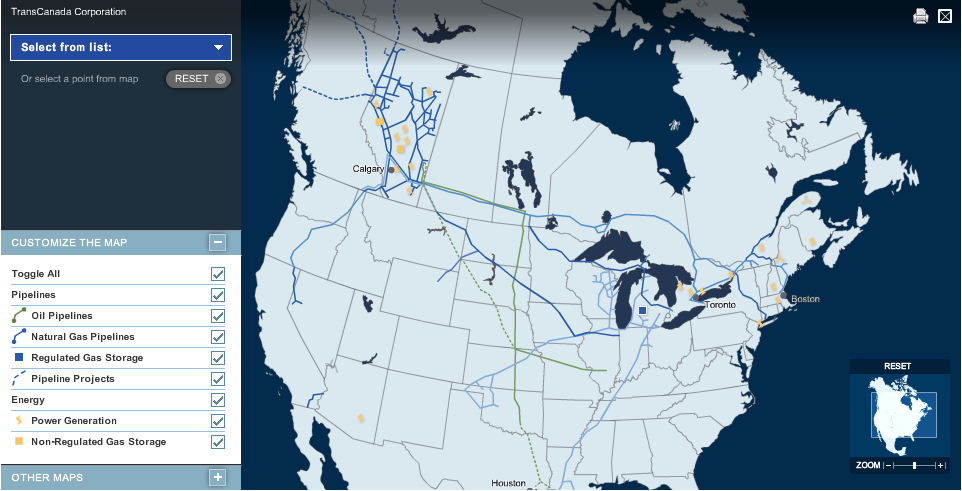 TransCanada Corporation
Select from list:
Or select a point from map
RESET
CUSTOMIZE THE MAP
Toggle All
Pipelines
Oil Pipelines
Natural Gas Pipelines
Regulated Gas Storage
Pipeline Projects
Energy
Power Generation
Non-Regulated Gas Storage
OTHER MAPS
Calgary
Toronto
Boston
Houston
RESET
ZOOM